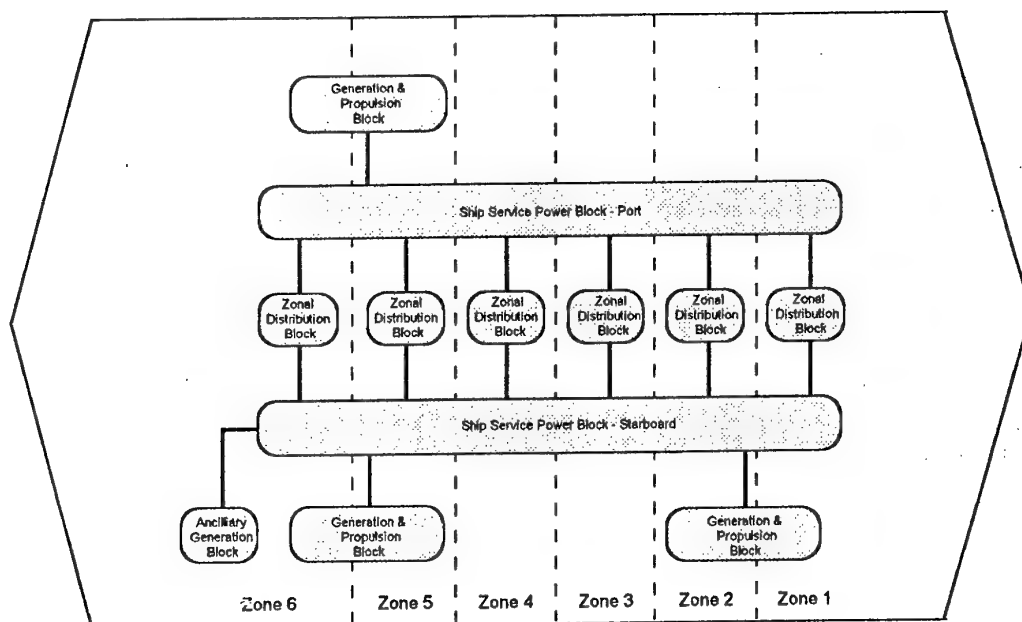 Generation &
Propulsion
Block
Ship Service Power Block - Port
Zonal
Distribution
Block
Zonal
Distribution
Block
Zonal
Distribution
Block
Zonal
Distribution
Block
Zonal
Distribution
Block
Zonal
Distribution
Block
Ship Service Power Block - Starboard
Ancilliary
Generation
Block
Generation &
Propulsion
Block
Generation &
Propulsion
Block
Zone 6 Zone 5 Zone 4 Zone 3 Zone 2 Zone 1